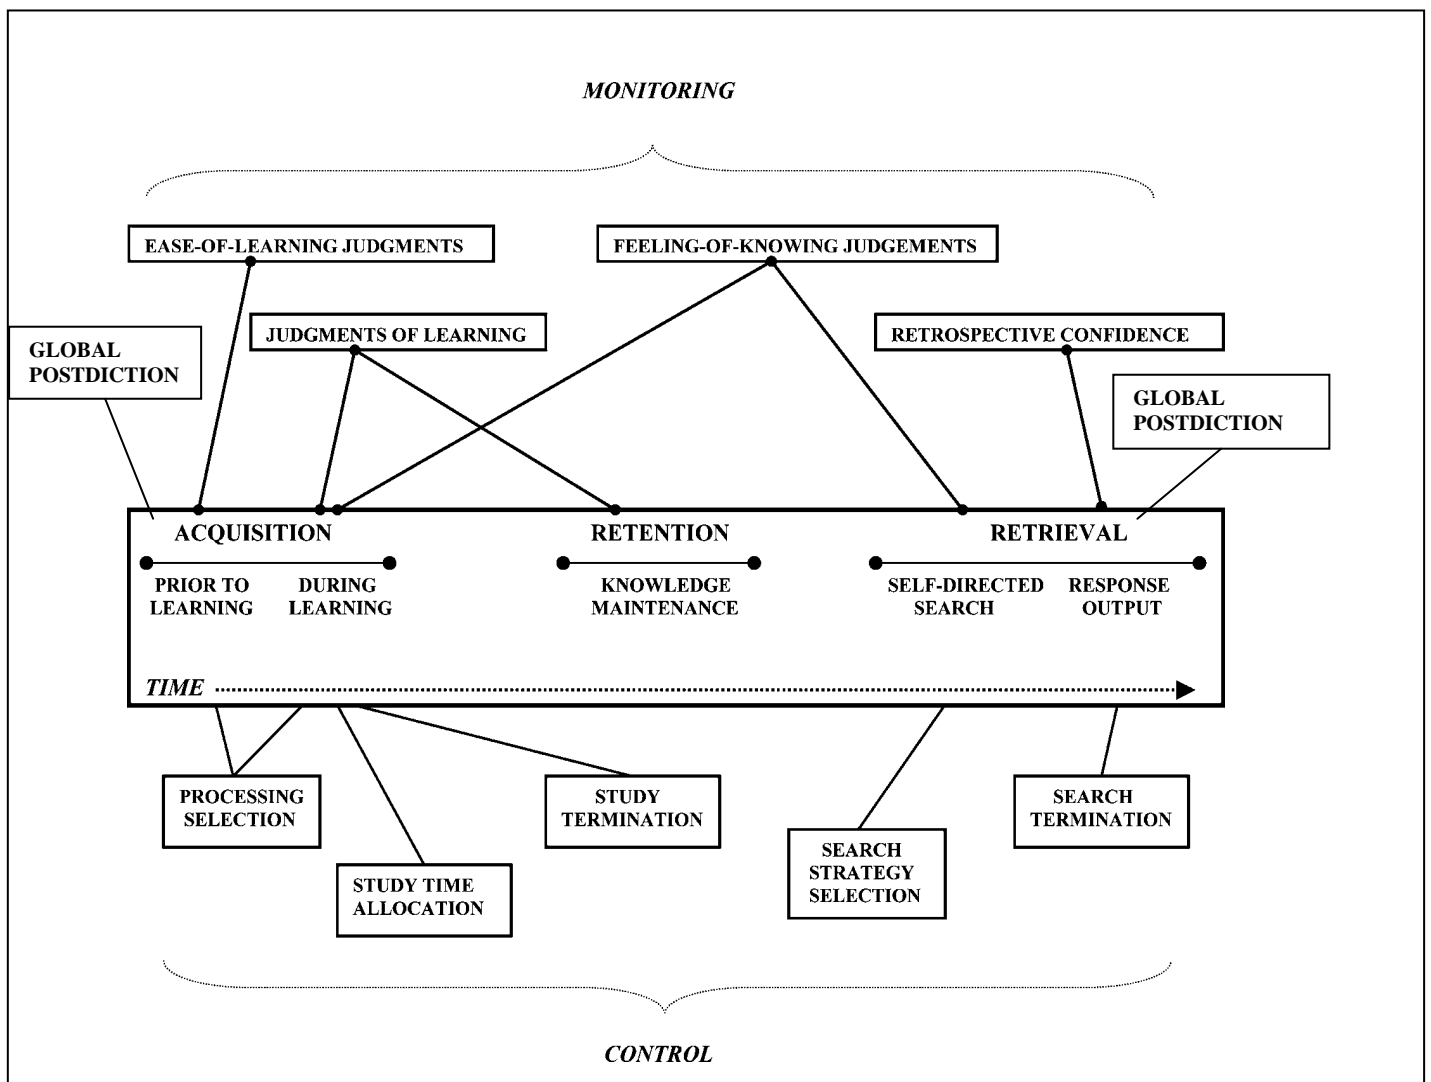 MONITORING
EASE-OF-LEARNING JUDGMENTS
FEELING-OF-KNOWING JUDGEMENTS
JUDGMENTS OF LEARNING
RETROSPECTIVE CONFIDENCE
GLOBAL
POSTDICTION
GLOBAL
POSTDICTION
ACQUISITION
RETENTION
RETRIEVAL
PRIOR TO
LEARNING
DURING
LEARNING
KNOWLEDGE
MAINTENANCE
SELF-DIRECTED
SEARCH
RESPONSE
OUTPUT
TIME
PROCESSING
SELECTION
STUDY
TERMINATION
SEARCH
TERMINATION
SEARCH
STRATEGY
SELECTION
STUDY TIME
ALLOCATION
CONTROL